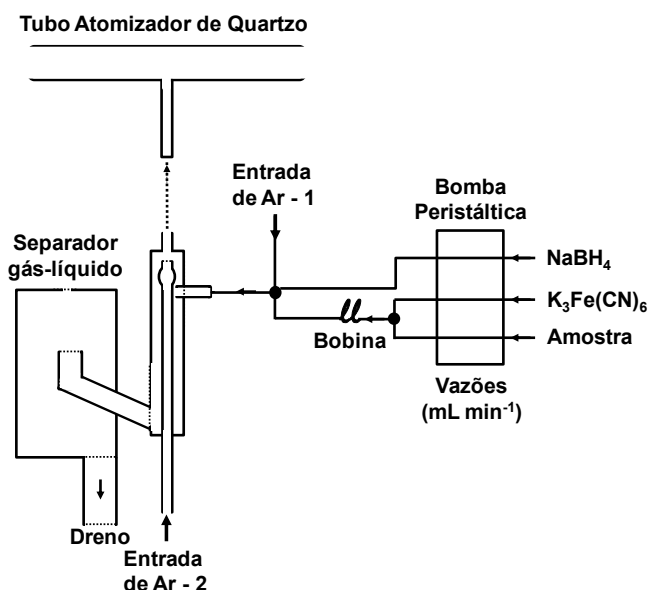 Tubo Atomizador de Quartzo
Entrada
de Ar - 1
Bomba
Peristáltica
Separador
gás-líquido
NaBH₄
K₃Fe(CN)₆
Bobina
Amostra
Vazões
(mL min⁻¹)
Dreno
Entrada
de Ar - 2